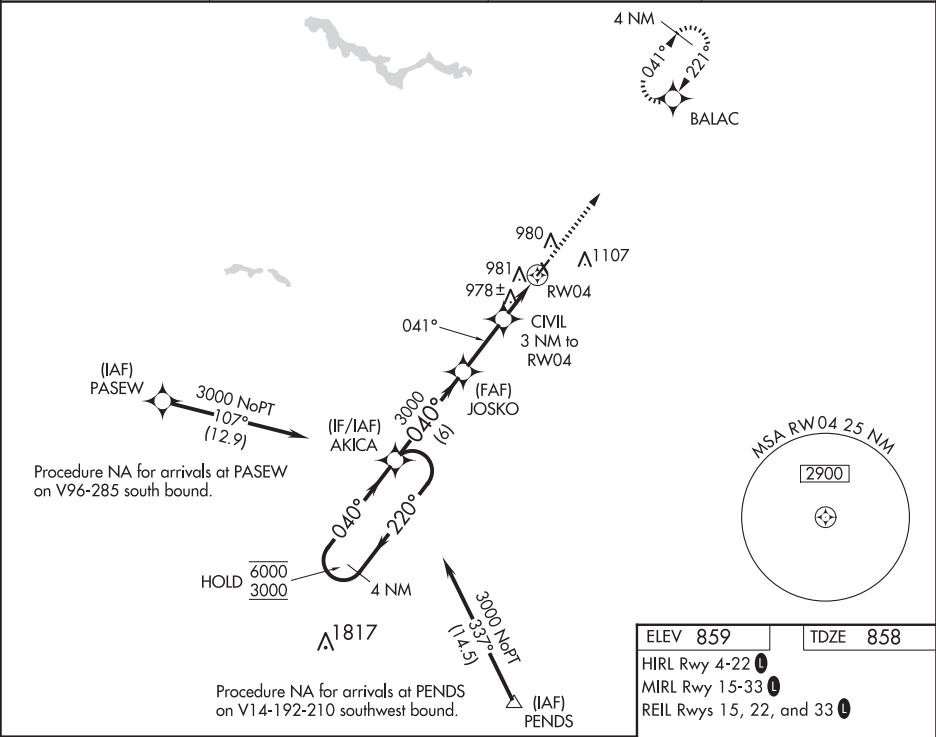 4 NM
041°
221°
BALAC
980
1107
981
978±
RW04
041°
CIVIL
3 NM to
RW04
(IAF)
PASEW
3000 NoPT
107°
(12.9)
(FAF)
JOSKO
3000
040°
(6)
(IF/IAF)
AKICA
Procedure NA for arrivals at PASEW
on V96-285 south bound.
MSA RW04 25 NM
2900
040°
220°
HOLD
6000
3000
4 NM
1817
3000 NoPT
337°
(14.5)
Procedure NA for arrivals at PENDS
on V14-192-210 southwest bound.
(IAF)
PENDS
ELEV 859
TDZE 858
HIRL Rwy 4-22 L
MIRL Rwy 15-33 L
REIL Rwys 15, 22, and 33 L